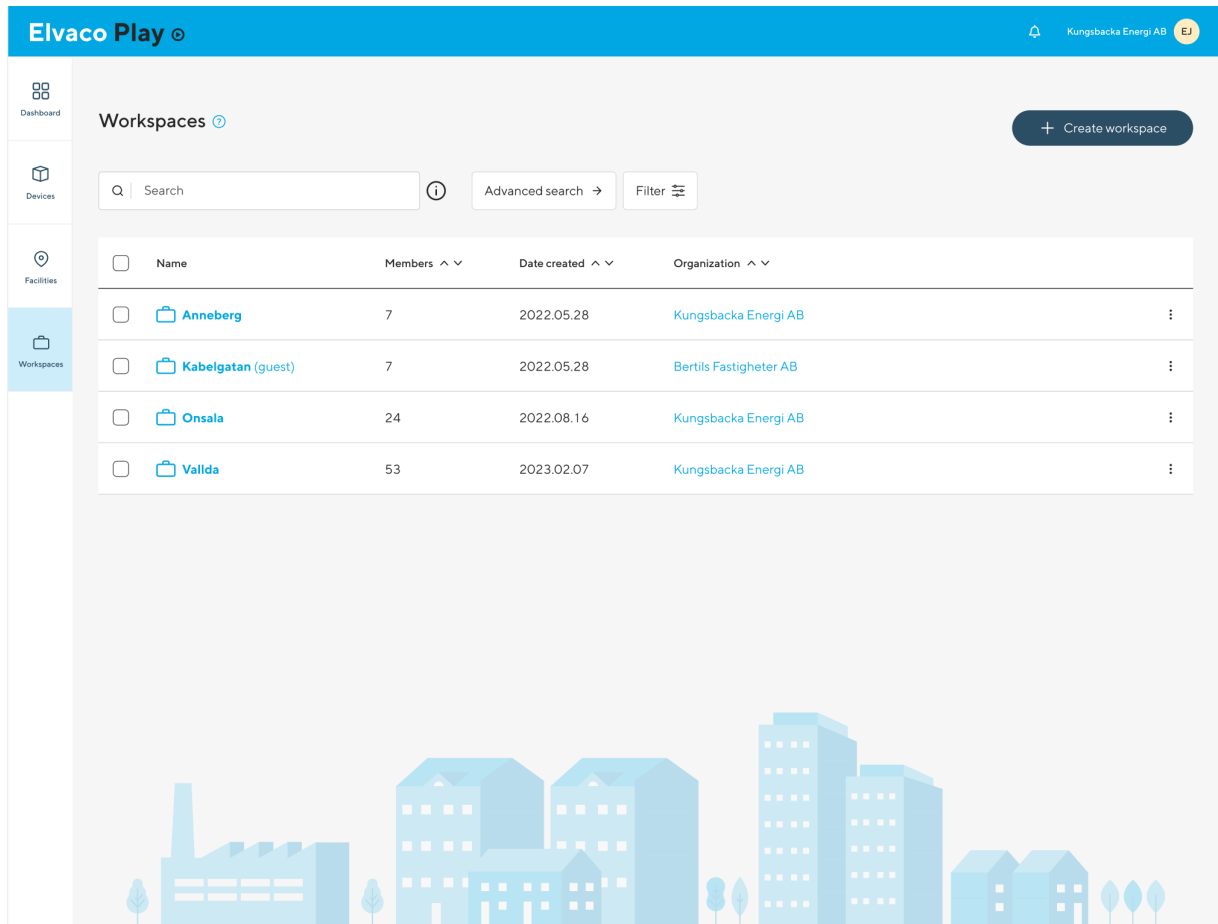 Elvaco Play
Kungsbacka Energi AB EJ
Dashboard
Workspaces ?
+ Create workspace
Devices
Search i Advanced search → Filter
Facilities
Name Members Date created Organization
Anneberg 7 2022.05.28 Kungsbacka Energi AB
Workspaces
Kabelgatan (guest) 7 2022.05.28 Bertils Fastigheter AB
Onsala 24 2022.08.16 Kungsbacka Energi AB
Vallda 53 2023.02.07 Kungsbacka Energi AB